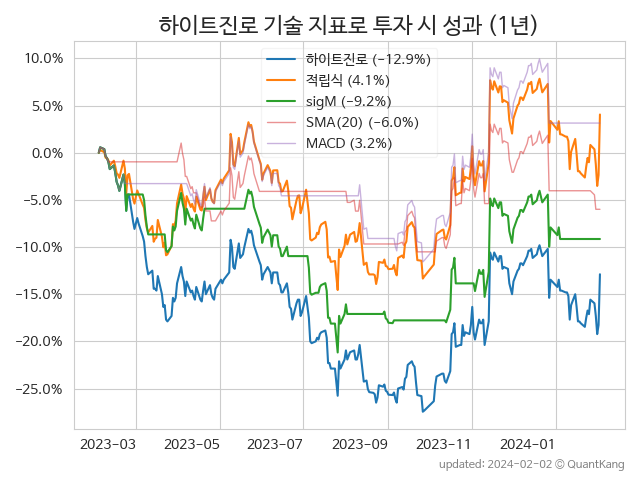 하이트진로 기술 지표로 투자 시 성과 (1년)
하이트진로 (−12.9%)
적립식 (4.1%)
sigM (−9.2%)
SMA(20) (−6.0%)
MACD (3.2%)
10.0%
5.0%
0.0%
−5.0%
−10.0%
−15.0%
−20.0%
−25.0%
2023-03 2023-05 2023-07 2023-09 2023-11 2024-01
updated: 2024-02-02 © QuantKang